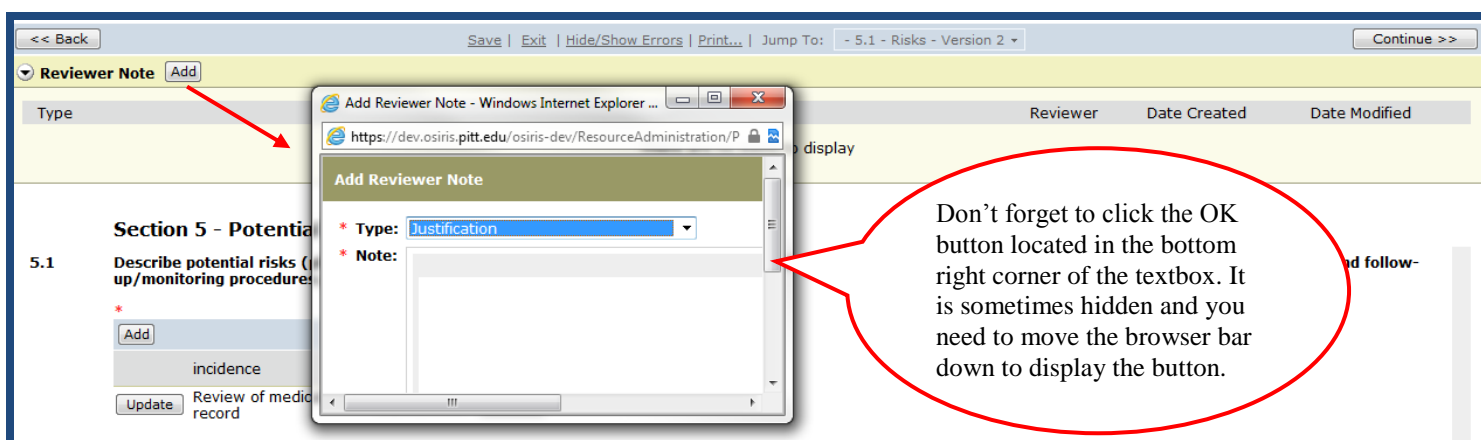 << Back Save | Exit | Hide/Show Errors | Print... | Jump To: - 5.1 - Risks - Version 2 Continue >>
Reviewer Note Add
Type Reviewer Date Created Date Modified
display
Add Reviewer Note - Windows Internet Explorer ...
https://dev.osiris.pitt.edu/osiris-dev/ResourceAdministration/P
Add Reviewer Note
* Type: Justification
* Note:
Don’t forget to click the OK
button located in the bottom
right corner of the textbox. It
is sometimes hidden and you
need to move the browser bar
down to display the button.
Section 5 -
5.1 Describe potential risks follow-
up/monitoring
*
Add
incidence
Update Review of
record